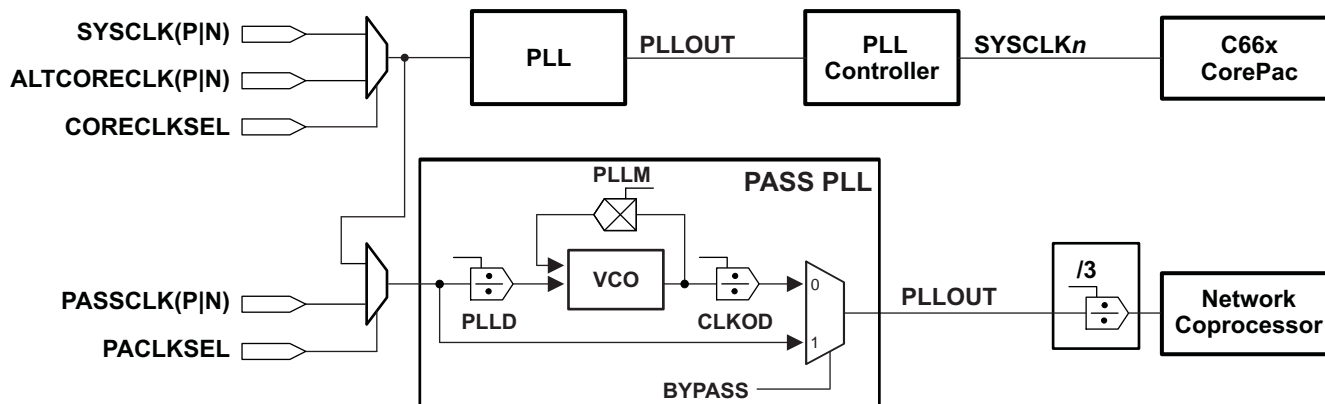 SYSCLK(P|N)
ALTCORECLK(P|N)
CORECLKSEL
PLL
PLLOUT
PLL
Controller
SYSCLKn
C66x
CorePac
PLLM
PASS PLL
VCO
PLLD
CLKOD
0
1
BYPASS
PASSCLK(P|N)
PACLKSEL
PLLOUT
/3
Network
Coprocessor